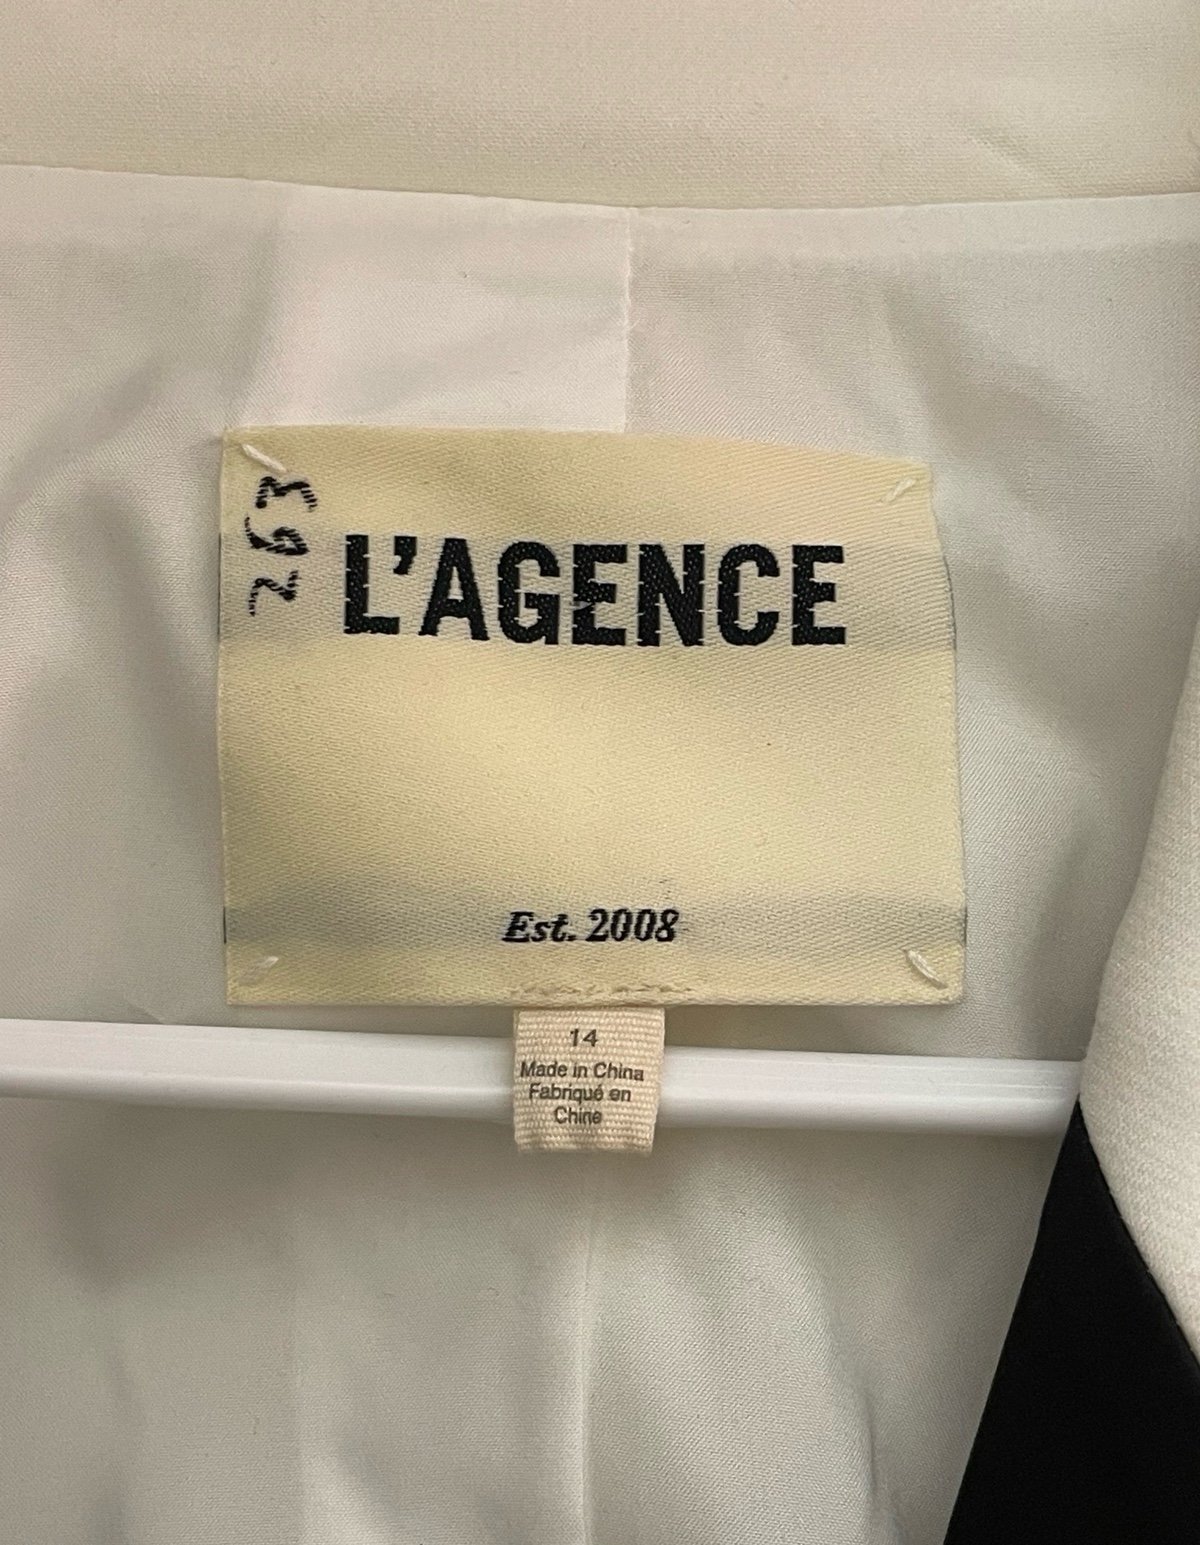 263
L'AGENCE
Est. 2008
14
Made in China
Fabriqué en
Chine